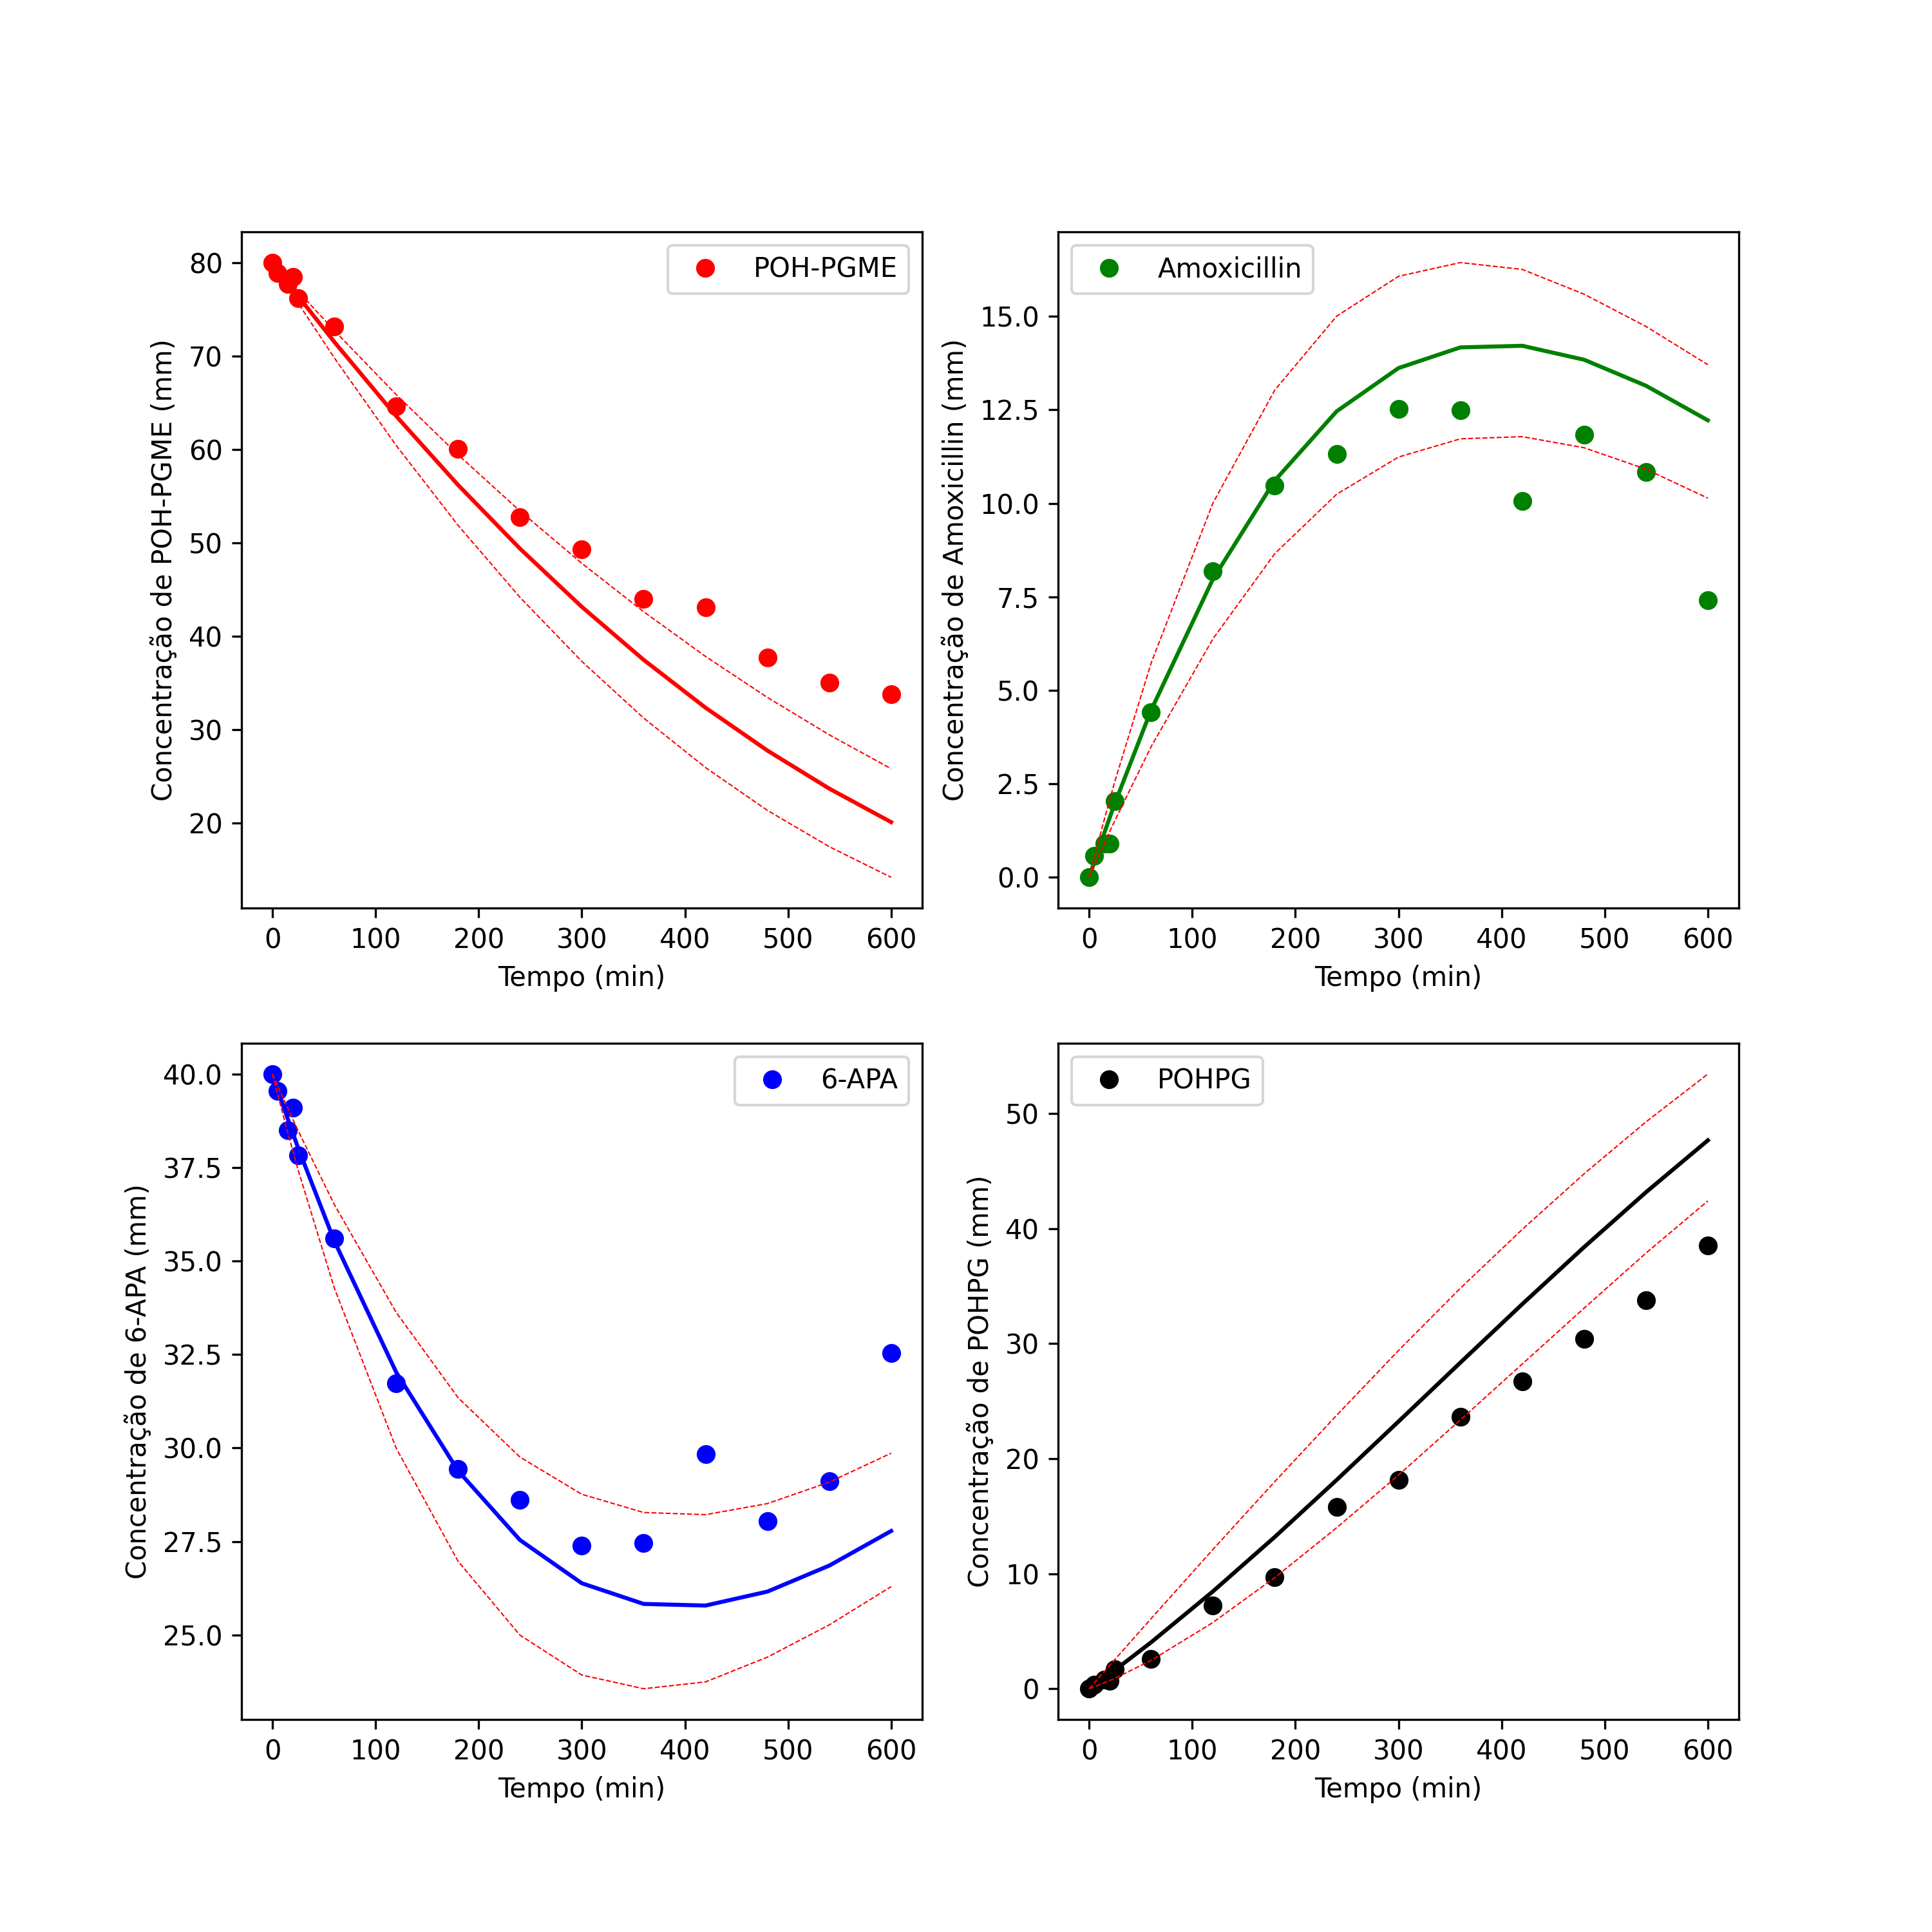 Concentração de POH-PGME (mm)
80
70
60
50
40
30
20
POH-PGME
0 100 200 300 400 500 600
Tempo (min)
Concentração de Amoxicillin (mm)
15.0
12.5
10.0
7.5
5.0
2.5
0.0
Amoxicillin
0 100 200 300 400 500 600
Tempo (min)
Concentração de 6-APA (mm)
40.0
37.5
35.0
32.5
30.0
27.5
25.0
6-APA
0 100 200 300 400 500 600
Tempo (min)
Concentração de POHPG (mm)
50
40
30
20
10
0
POHPG
0 100 200 300 400 500 600
Tempo (min)